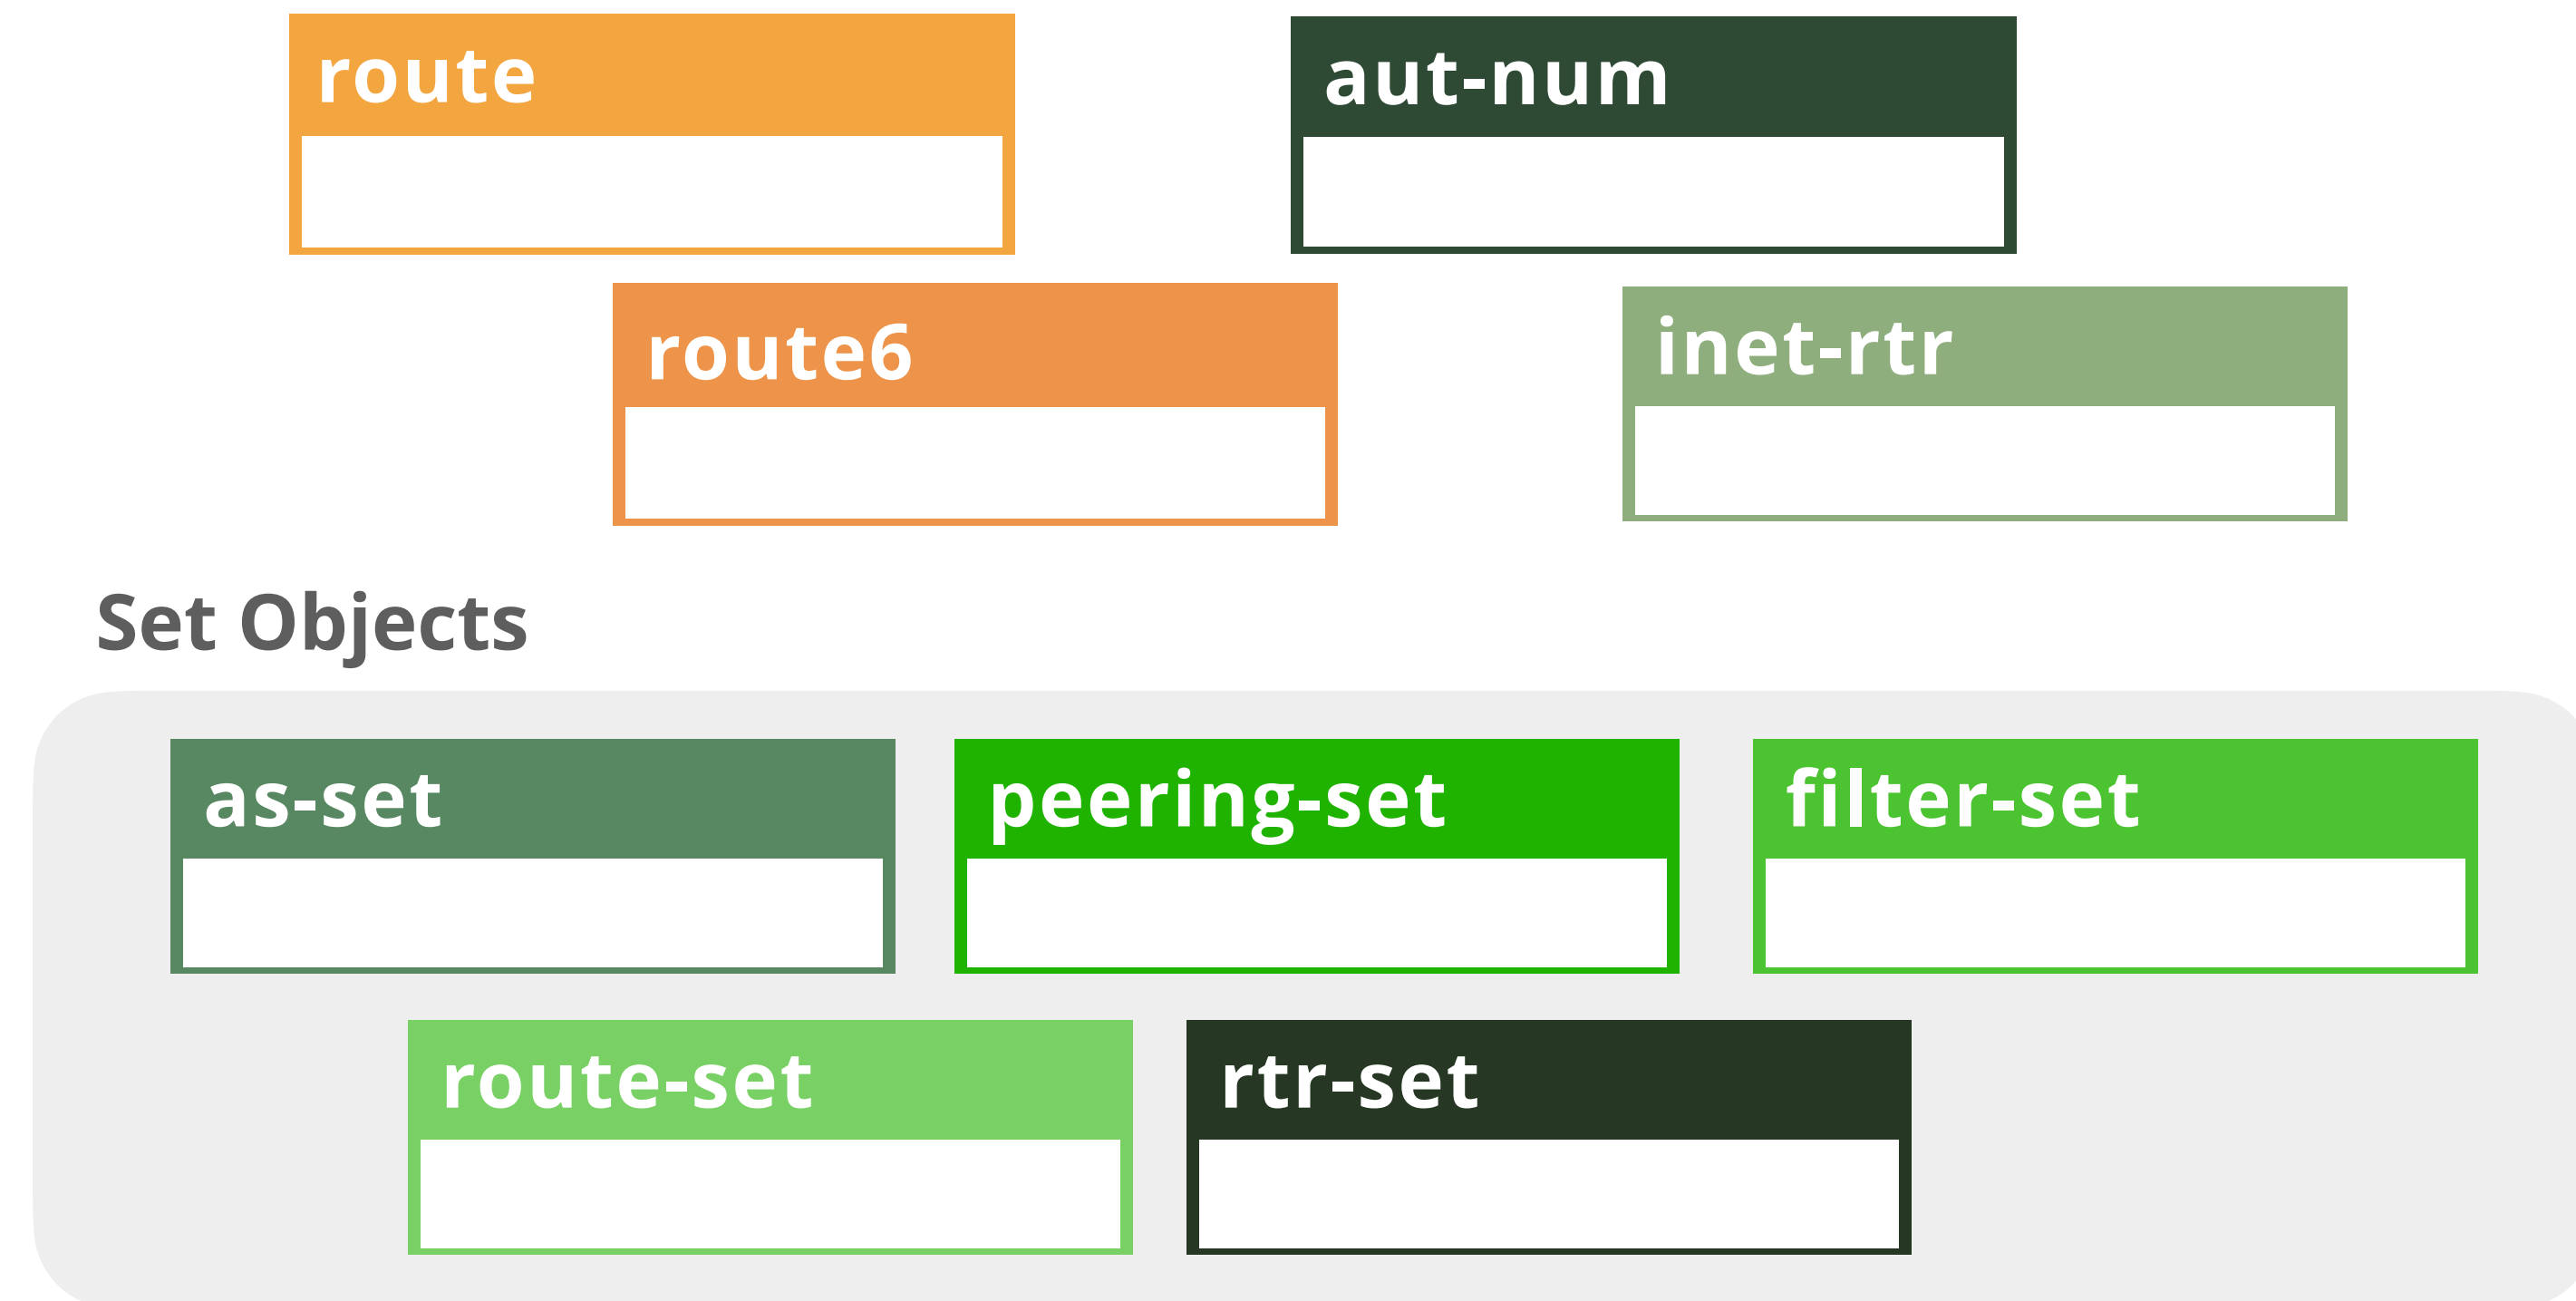 route
aut-num
route6
inet-rtr
Set Objects
as-set
peering-set
filter-set
route-set
rtr-set